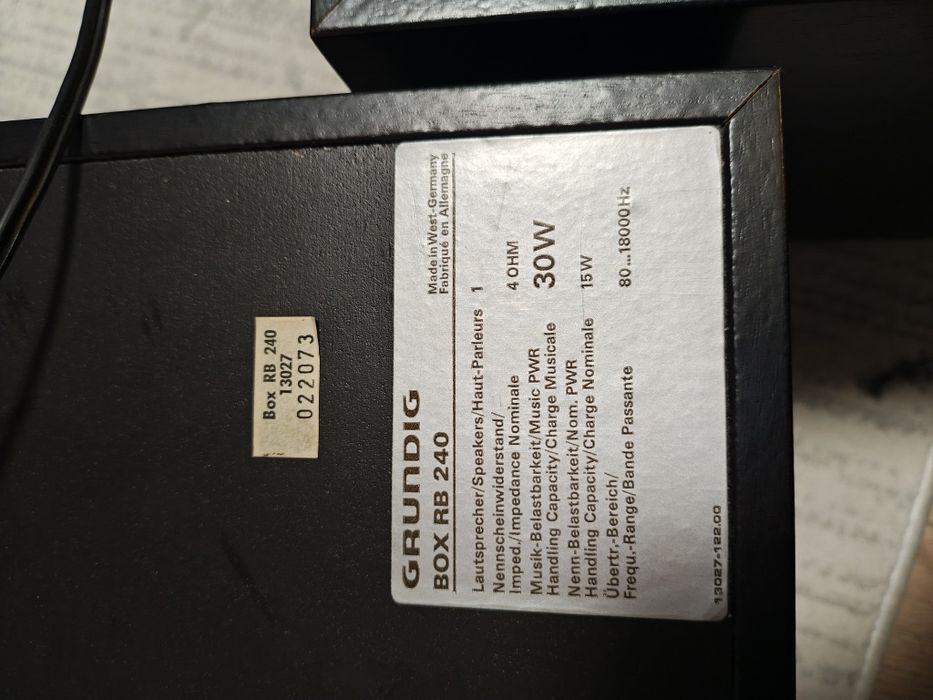 GRUNDIG
BOX RB 240
Made in West-Germany
Fabriqué en Allemagne
Lautsprecher/Speakers/Haut-Parleurs 1
Nennscheinwiderstand/
Imped./Impedance Nominale 4 OHM
Musik-Belastbarkeit/Music PWR
Handling Capacity/Charge Musicale 30W
Nenn-Belastbarkeit/Nom. PWR
Handling Capacity/Charge Nominale 15W
Übertr.-Bereich/
Frequ.-Range/Bande Passante 80...18000Hz
13027-122.00
Box RB 240
13027
022073